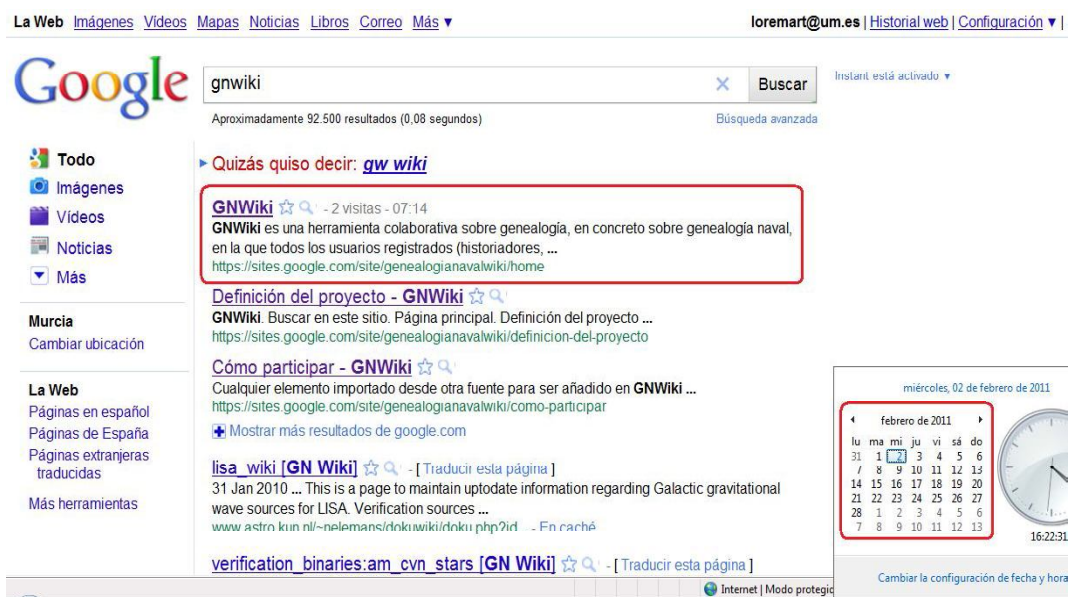 La Web Imágenes Vídeos Mapas Noticias Libros Correo Más ▼
loremart@um.es | Historial web | Configuración ▼ |
Google
gnwiki
Buscar
Instant está activado ▼
Aproximadamente 92.500 resultados (0,08 segundos)
Búsqueda avanzada
Todo
Imágenes
Vídeos
Noticias
Más
Murcia
Cambiar ubicación
La Web
Páginas en español
Páginas de España
Páginas extranjeras
traducidas
Más herramientas
Quizás quiso decir: gw wiki
GNWiki - 2 visitas - 07:14
GNWiki es una herramienta colaborativa sobre genealogía, en concreto sobre genealogía naval,
en la que todos los usuarios registrados (historiadores, ...
https://sites.google.com/site/genealogianavalwiki/home
Definición del proyecto - GNWiki
GNWiki. Buscar en este sitio. Página principal. Definición del proyecto ...
https://sites.google.com/site/genealogianavalwiki/definicion-del-proyecto
Cómo participar - GNWiki
Cualquier elemento importado desde otra fuente para ser añadido en GNWiki ...
https://sites.google.com/site/genealogianavalwiki/como-participar
Mostrar más resultados de google.com
lisa_wiki [GN Wiki] - [ Traducir esta página ]
31 Jan 2010 ... This is a page to maintain uptodate information regarding Galactic gravitational
wave sources for LISA. Verification sources ...
www.astro.kun.nl/~nelemans/dokuwiki/doku.php?id... - En caché
verification_binaries:am_cvn_stars [GN Wiki] - [ Traducir esta página ]
miércoles, 02 de febrero de 2011
febrero de 2011
lu ma mi ju vi sá do
31 1 2 3 4 5 6
7 8 9 10 11 12 13
14 15 16 17 18 19 20
21 22 23 24 25 26 27
28 1 2 3 4 5 6
7 8 9 10 11 12 13
16:22:31
Cambiar la configuración de fecha y hora
Internet | Modo protegid